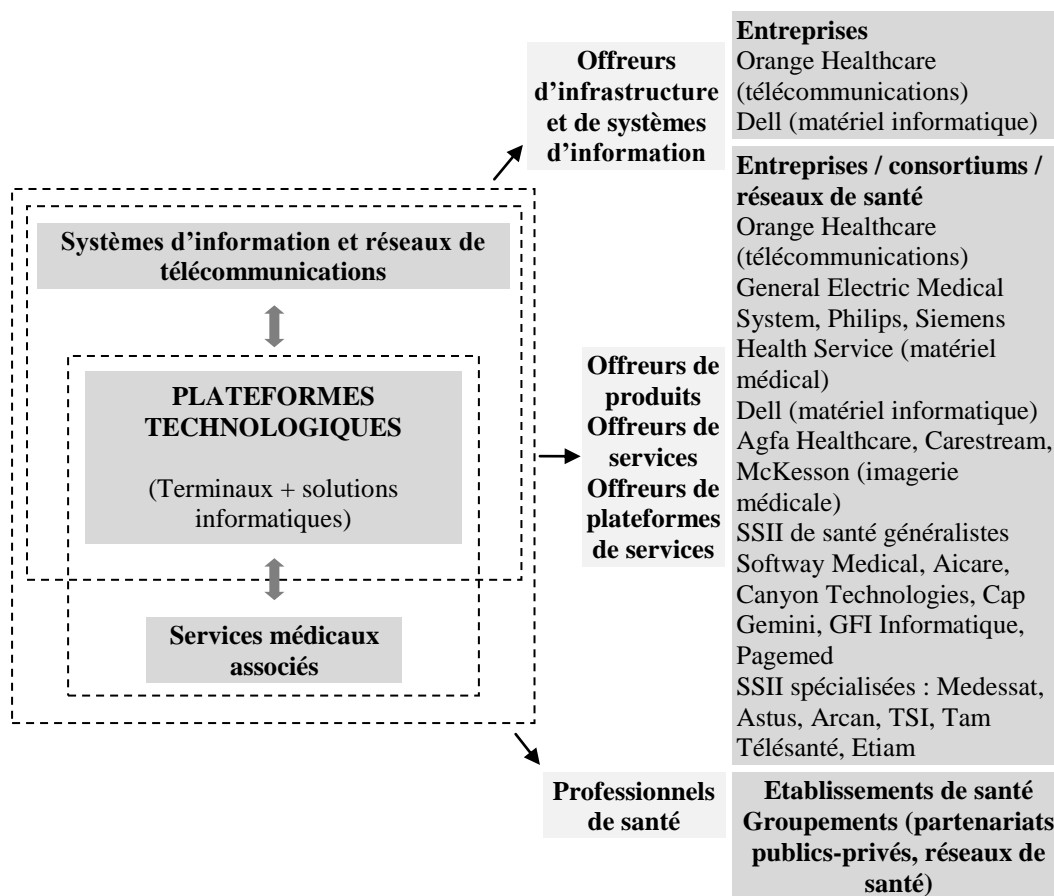 Systèmes d’information et réseaux de
télécommunications
PLATEFORMES
TECHNOLOGIQUES
(Terminaux + solutions
informatiques)
Services médicaux
associés
Offreurs
d’infrastructure
et de systèmes
d’information
Entreprises
Orange Healthcare
(télécommunications)
Dell (matériel informatique)
Offreurs de
produits
Offreurs de
services
Offreurs de
plateformes
de services
Entreprises / consortiums /
réseaux de santé
Orange Healthcare
(télécommunications)
General Electric Medical
System, Philips, Siemens
Health Service (matériel
médical)
Dell (matériel informatique)
Agfa Healthcare, Carestream,
McKesson (imagerie
médicale)
SSII de santé généralistes
Softway Medical, Aicare,
Canyon Technologies, Cap
Gemini, GFI Informatique,
Pagemed
SSII spécialisées : Medessat,
Astus, Arcan, TSI, Tam
Télésanté, Etiam
Professionnels
de santé
Etablissements de santé
Groupements (partenariats
publics-privés, réseaux de
santé)